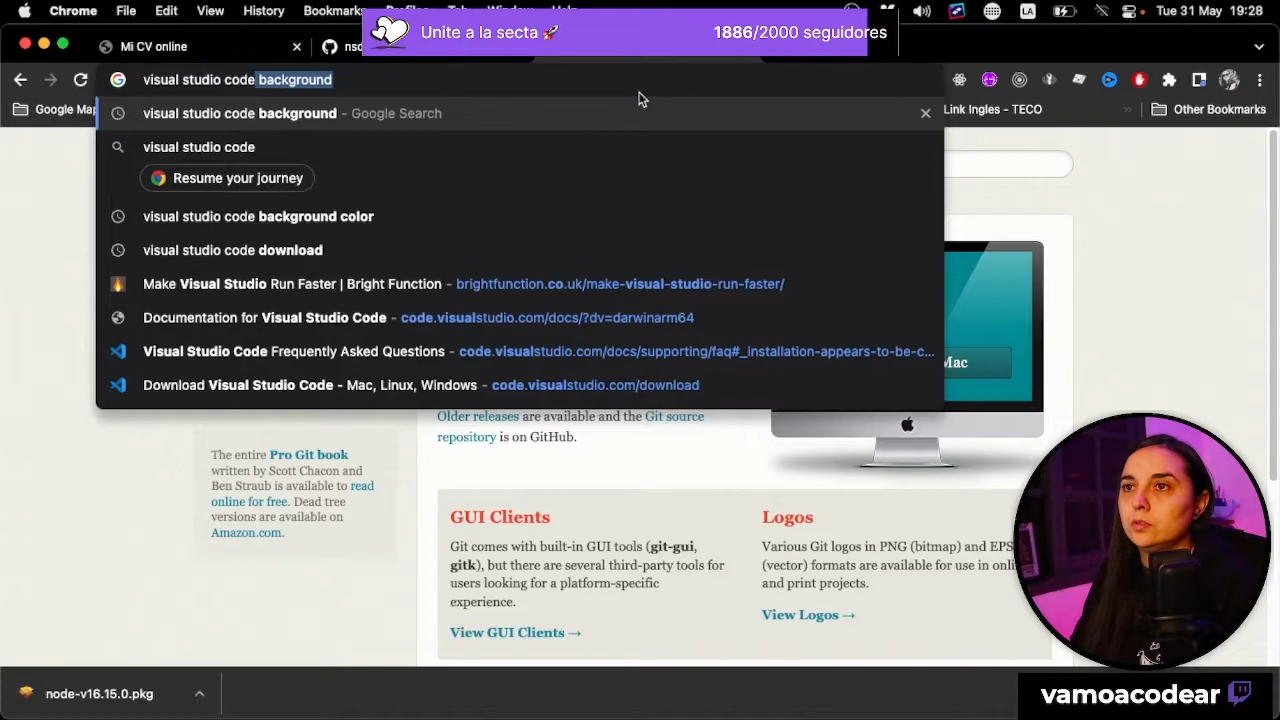 Chrome File Edit View History Bookmarks Profiles Tab Window Help
LA
Tue 31 May 19:28
Unite a la secta 🚀 1886/2000 seguidores
Mi CV online
visual studio code background
Google Map
Link Ingles - TECO
Other Bookmarks
visual studio code background - Google Search
visual studio code
Resume your journey
visual studio code background color
visual studio code download
Make Visual Studio Run Faster | Bright Function - brightfunction.co.uk/make-visual-studio-run-faster/
Documentation for Visual Studio Code - code.visualstudio.com/docs/?dv=darwinarm64
Visual Studio Code Frequently Asked Questions - code.visualstudio.com/docs/supporting/faq#_installation-appears-to-be-c...
Download Visual Studio Code - Mac, Linux, Windows - code.visualstudio.com/download
Mac
Older releases are available and the Git source
repository is on GitHub.
The entire Pro Git book
written by Scott Chacon and
Ben Straub is available to read
online for free. Dead tree
versions are available on
Amazon.com.
GUI Clients
Git comes with built-in GUI tools (git-gui,
gitk), but there are several third-party tools for
users looking for a platform-specific
experience.
View GUI Clients →
Logos
Various Git logos in PNG (bitmap) and EPS
(vector) formats are available for use in onli
and print projects.
View Logos →
node-v16.15.0.pkg
vamoacodear